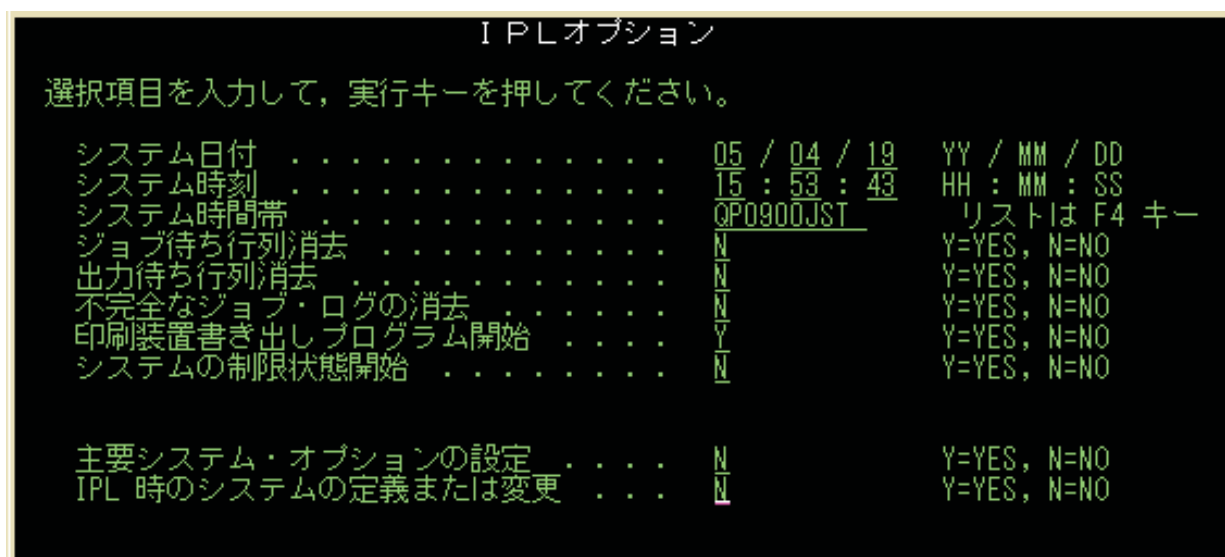 ＩＰＬオプション
選択項目を入力して，実行キーを押してください。
システム日付 . . . . . . . . . . . . . 05 / 04 / 19 YY / MM / DD
システム時刻 . . . . . . . . . . . . . 15 : 53 : 43 HH : MM : SS
システム時間帯 . . . . . . . . . . . . QP0900JST リストは F4 キー
ジョブ待ち行列消去 . . . . . . . . . . N Y=YES, N=NO
出力待ち行列消去 . . . . . . . . . . . N Y=YES, N=NO
不完全なジョブ・ログの消去 . . . . . . N Y=YES, N=NO
印刷装置書き出しプログラム開始 . . . . Y Y=YES, N=NO
システムの制限状態開始 . . . . . . . . N Y=YES, N=NO
主要システム・オプションの設定 . . . . N Y=YES, N=NO
IPL 時のシステムの定義または変更 . . . N Y=YES, N=NO